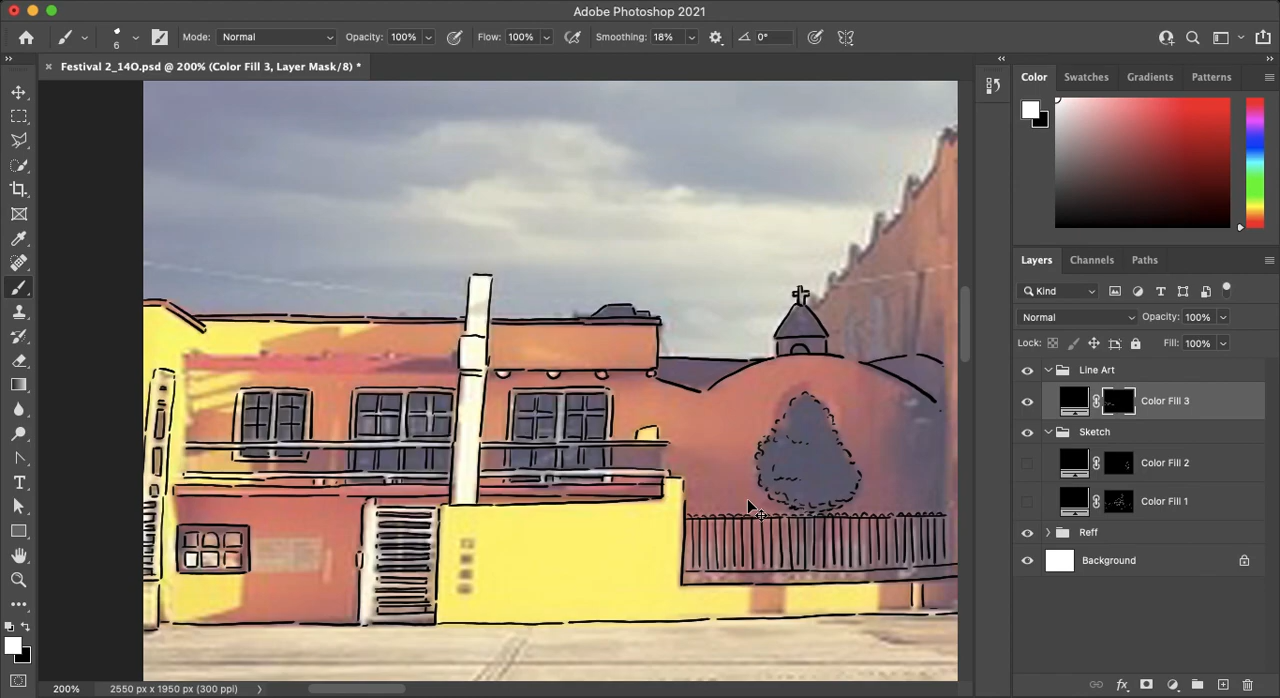 Adobe Photoshop 2021
6
Mode: Normal
Opacity: 100%
Flow: 100%
Smoothing: 18%
0°
Festival 2_14O.psd @ 200% (Color Fill 3, Layer Mask/8) *
Color
Swatches
Gradients
Patterns
Layers
Channels
Paths
Kind
Normal
Opacity: 100%
Lock:
Fill: 100%
Line Art
Color Fill 3
Sketch
Color Fill 2
Color Fill 1
Reff
Background
200%
2550 px x 1950 px (300 ppi)